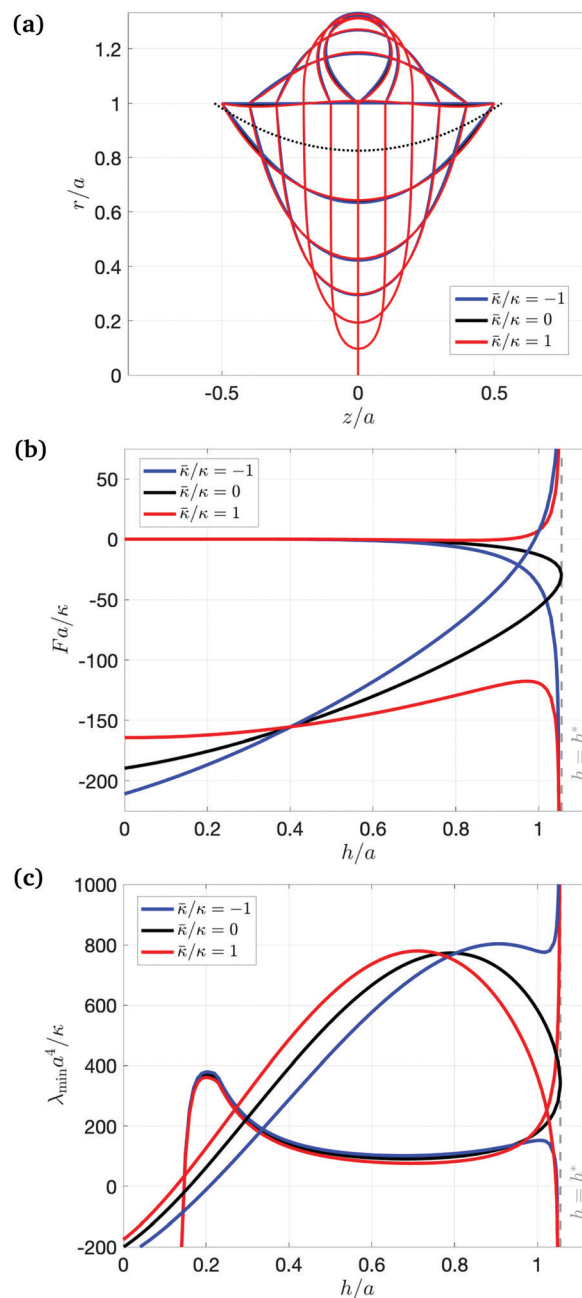 (a)
1.2
1
0.8
0.6
0.4
0.2
0
r/a
-0.5
0
0.5
z/a
κ̄/κ = −1
κ̄/κ = 0
κ̄/κ = 1
(b)
50
0
-50
-100
-150
-200
Fa/κ
κ̄/κ = −1
κ̄/κ = 0
κ̄/κ = 1
h = h*
0
0.2
0.4
0.6
0.8
1
h/a
(c)
1000
800
600
400
200
0
-200
λmin a⁴/κ
κ̄/κ = −1
κ̄/κ = 0
κ̄/κ = 1
h = h*
0
0.2
0.4
0.6
0.8
1
h/a